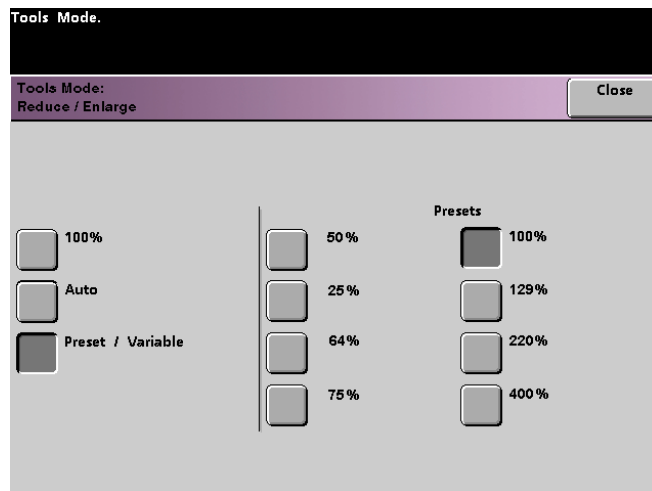 Tools Mode.
Tools Mode:
Reduce / Enlarge
Close
100%
Auto
Preset / Variable
50%
25%
64%
75%
Presets
100%
129%
220%
400%